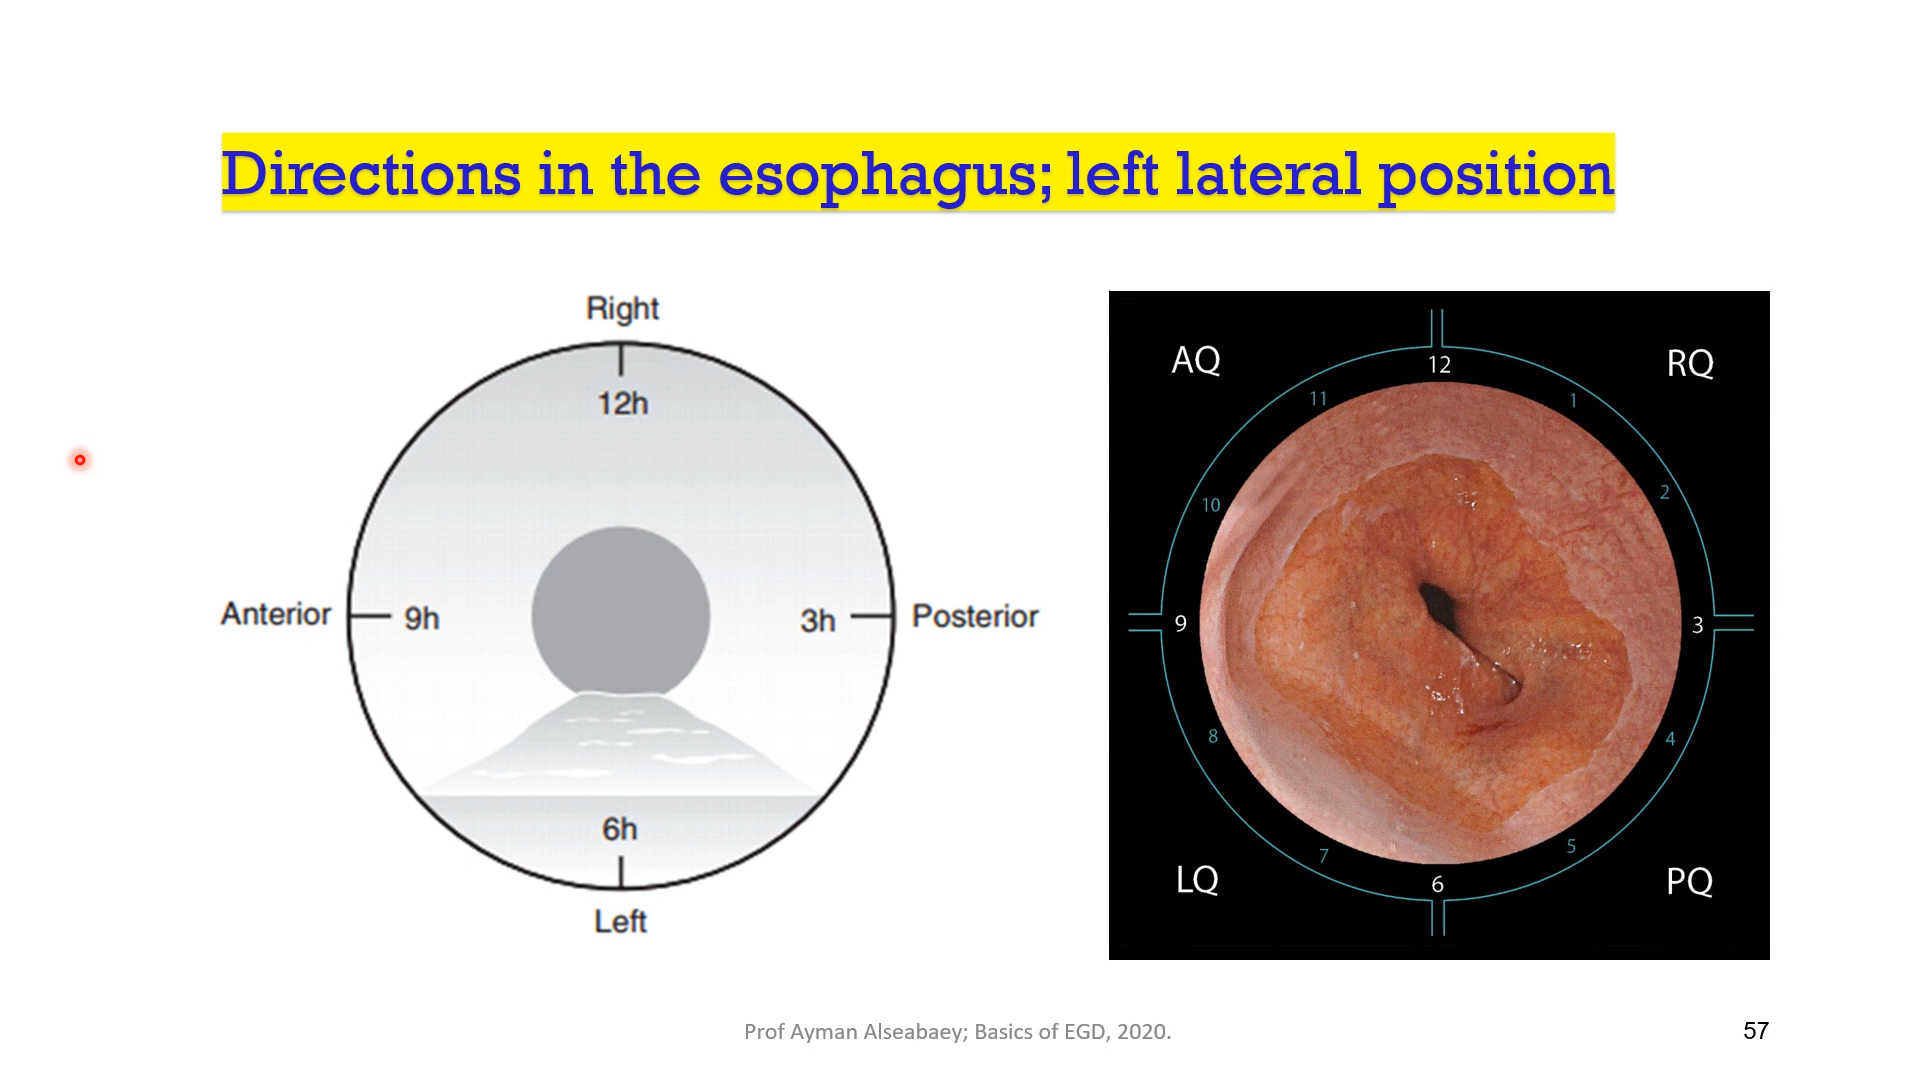 Directions in the esophagus; left lateral position
Right
12h
Anterior
9h
3h
Posterior
6h
Left
AQ
RQ
12
11
1
10
2
9
3
8
4
7
5
6
LQ
PQ
Prof Ayman Alseabaey; Basics of EGD, 2020.
57